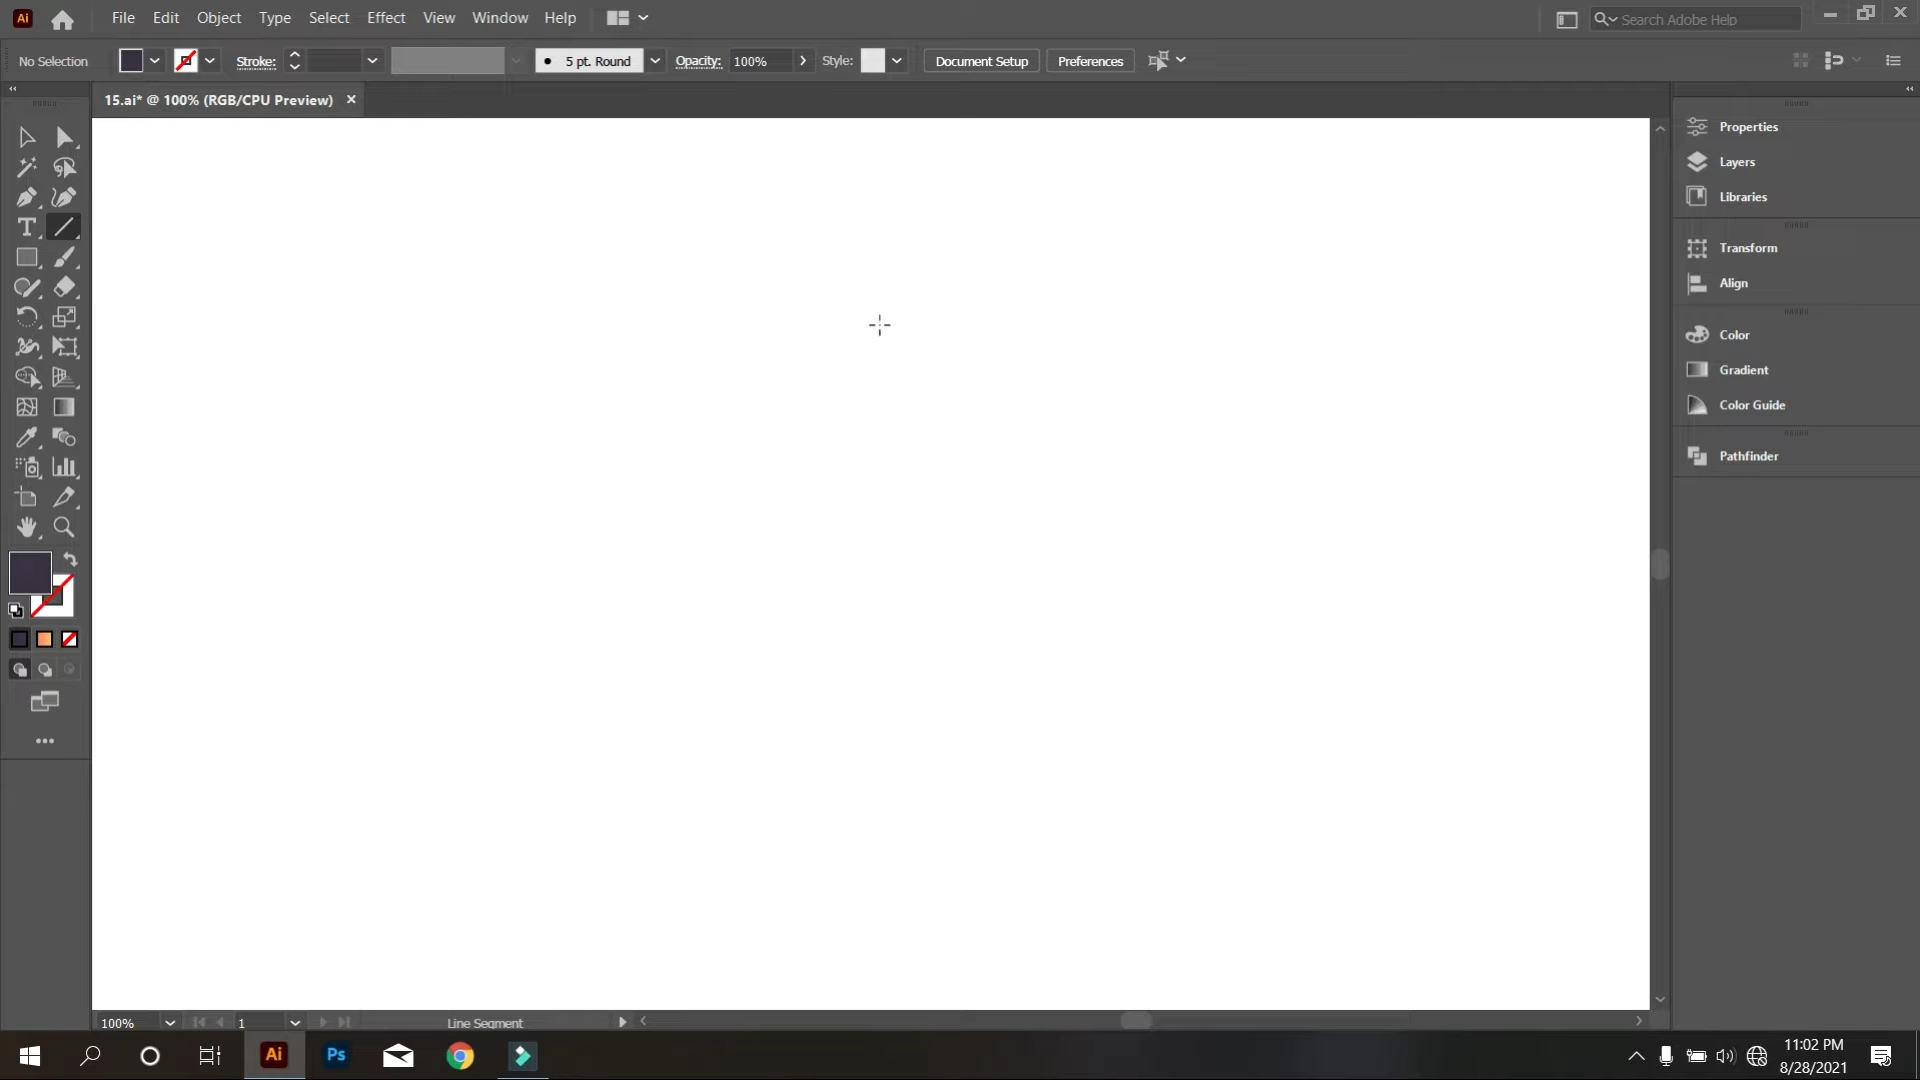 Ai File Edit Object Type Select Effect View Window Help Search Adobe Help
No Selection Stroke: 5 pt. Round Opacity: 100% Style: Document Setup Preferences
15.ai* @ 100% (RGB/CPU Preview)
Properties
Layers
Libraries
Transform
Align
Color
Gradient
Color Guide
Pathfinder
100% 1 Line Segment
Ai Ps 11:02 PM
8/28/2021